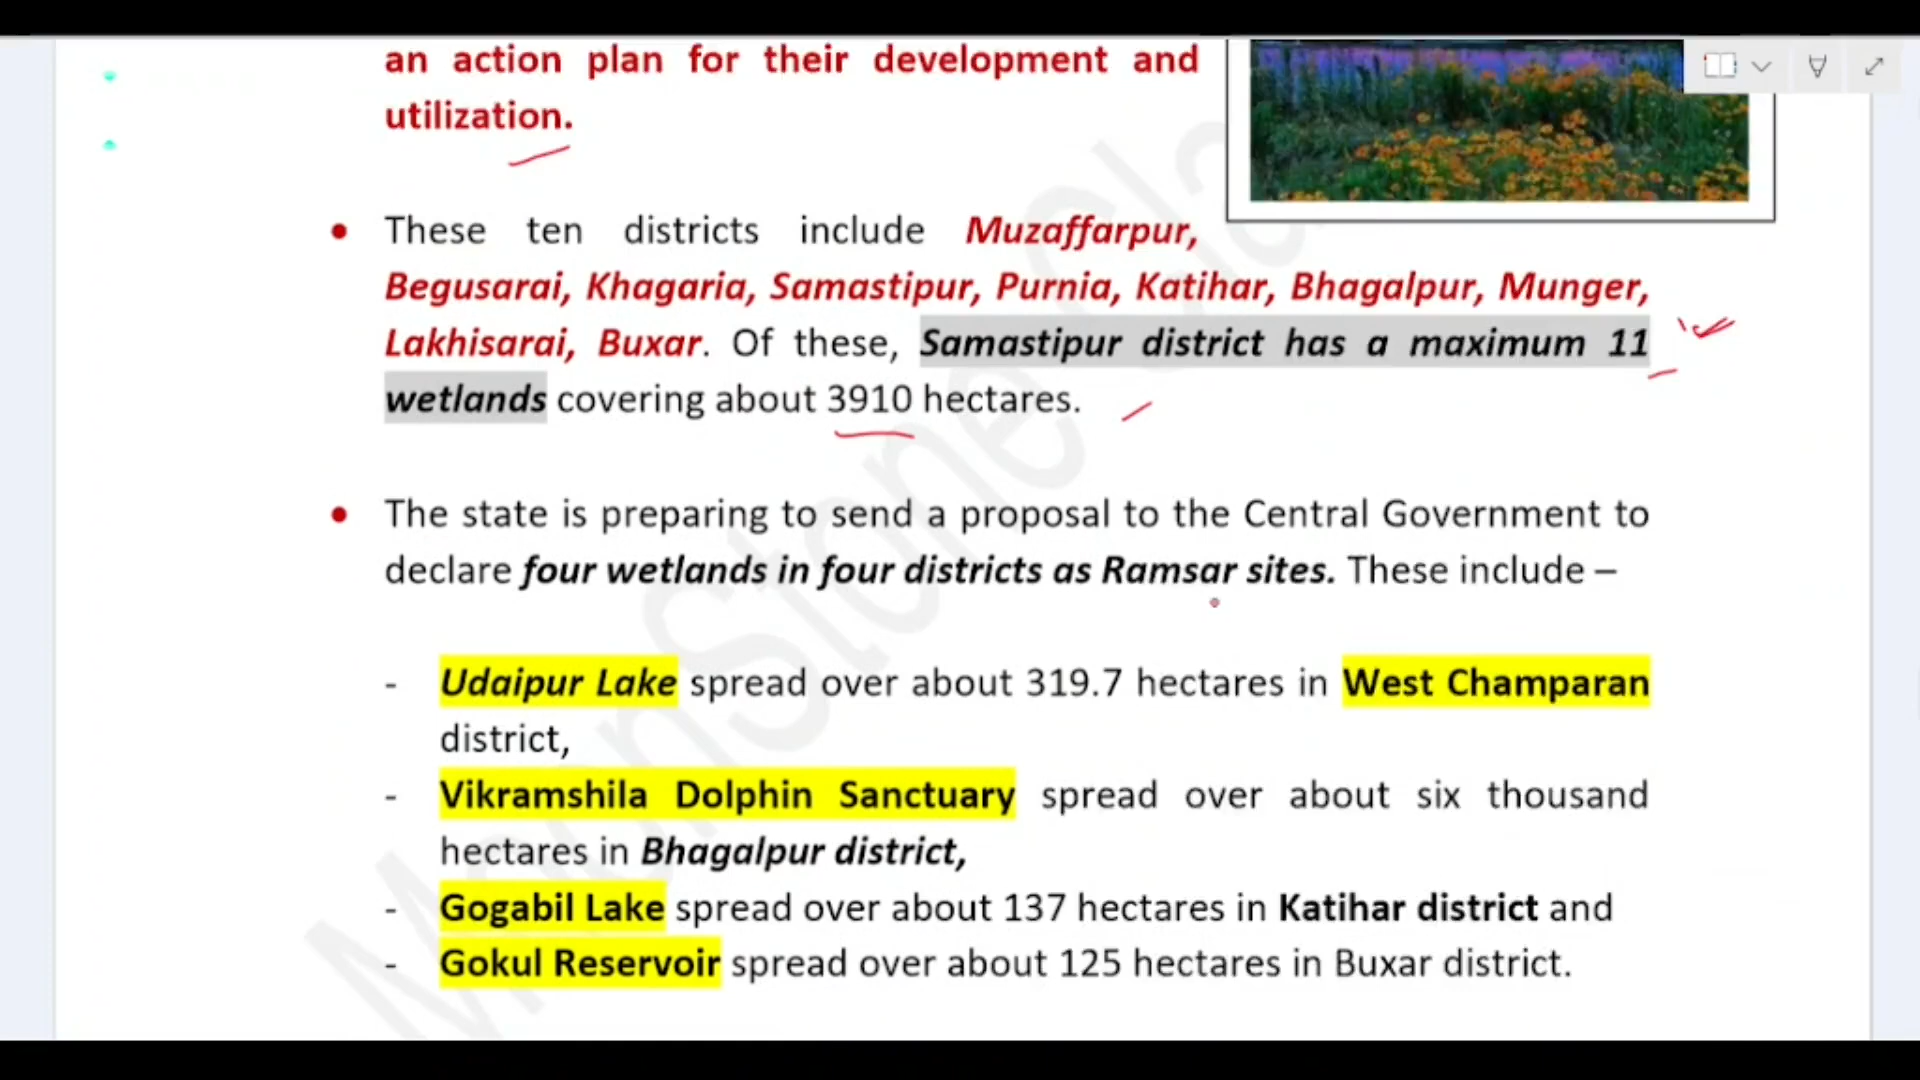 an action plan for their development and
utilization.
These ten districts include Muzaffarpur,
Begusarai, Khagaria, Samastipur, Purnia, Katihar, Bhagalpur, Munger,
Lakhisarai, Buxar. Of these, Samastipur district has a maximum 11
wetlands covering about 3910 hectares.
The state is preparing to send a proposal to the Central Government to
declare four wetlands in four districts as Ramsar sites. These include –
- Udaipur Lake spread over about 319.7 hectares in West Champaran
district,
- Vikramshila Dolphin Sanctuary spread over about six thousand
hectares in Bhagalpur district,
- Gogabil Lake spread over about 137 hectares in Katihar district and
- Gokul Reservoir spread over about 125 hectares in Buxar district.